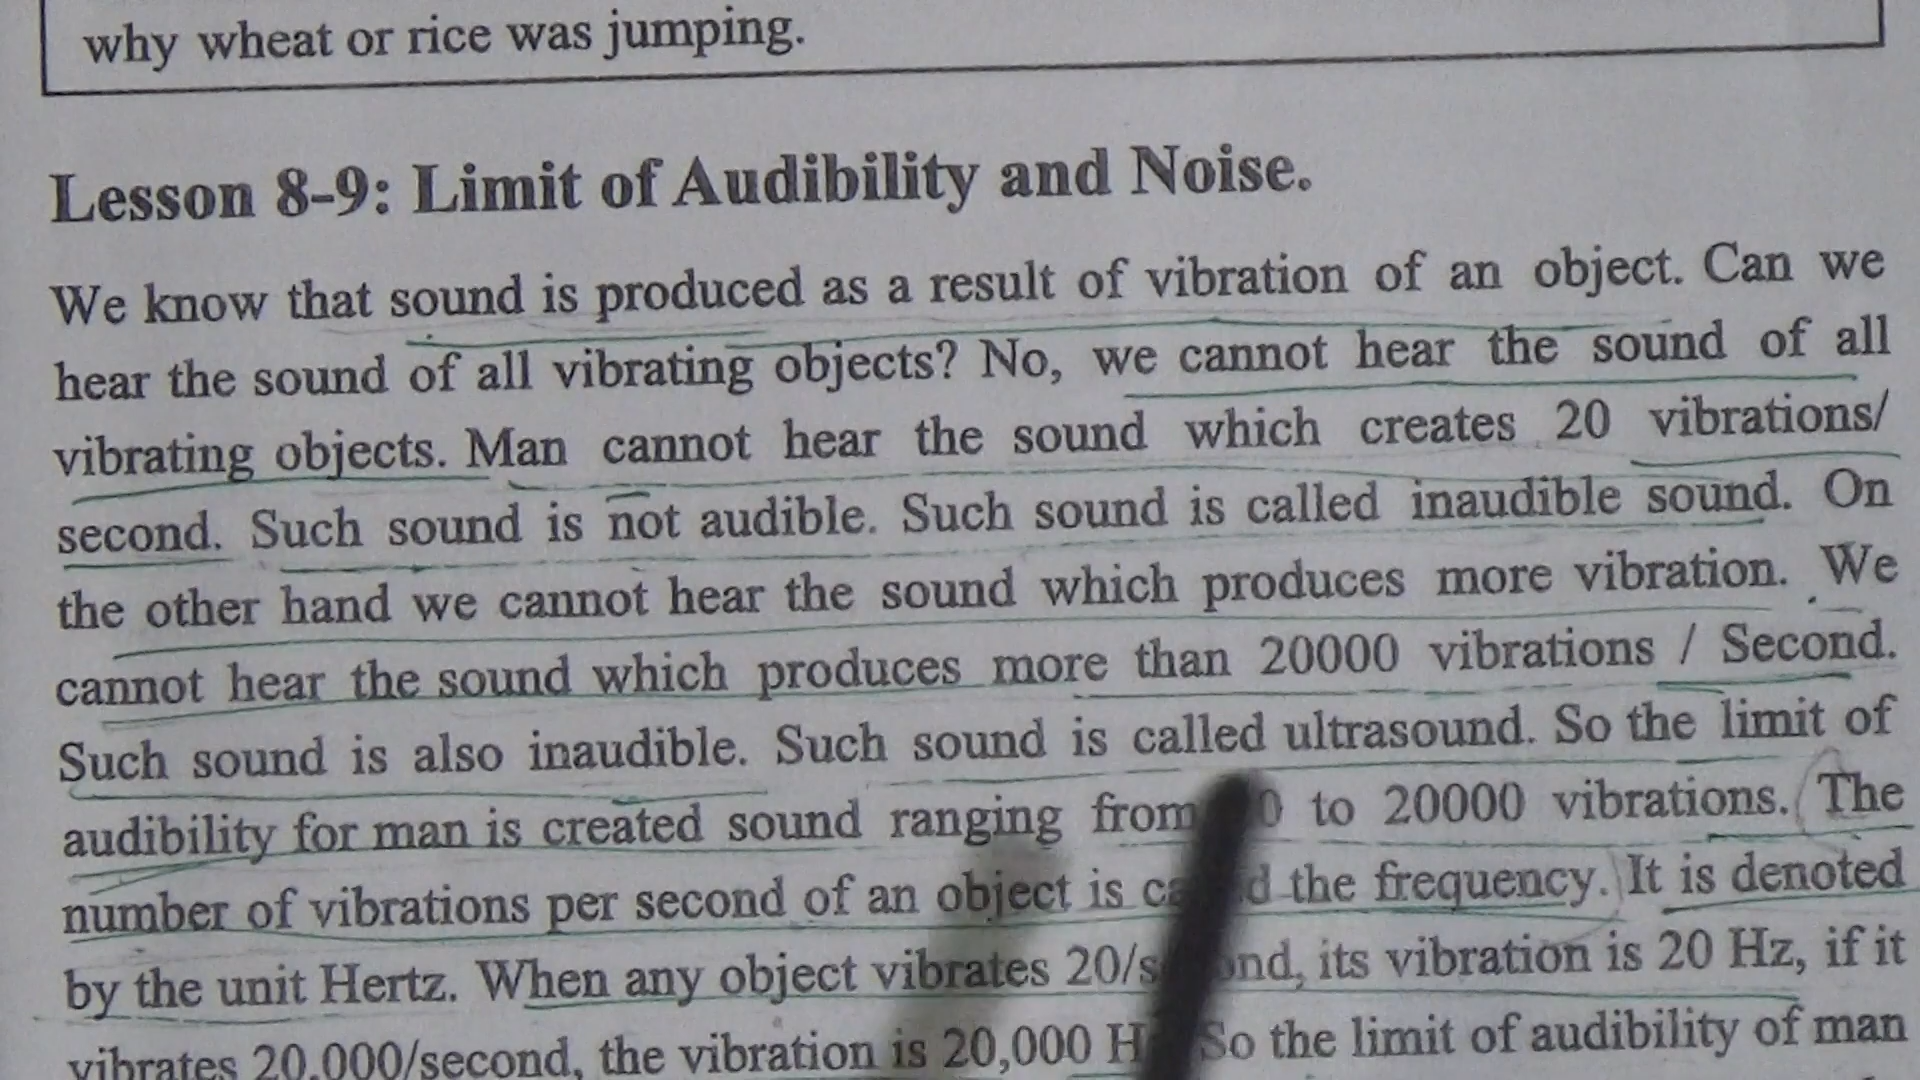 why wheat or rice was jumping.
Lesson 8-9: Limit of Audibility and Noise.
We know that sound is produced as a result of vibration of an object. Can we
hear the sound of all vibrating objects? No, we cannot hear the sound of all
vibrating objects. Man cannot hear the sound which creates 20 vibrations/
second. Such sound is not audible. Such sound is called inaudible sound. On
the other hand we cannot hear the sound which produces more vibration. We
cannot hear the sound which produces more than 20000 vibrations / Second.
Such sound is also inaudible. Such sound is called ultrasound. So the limit of
audibility for man is created sound ranging from to 20000 vibrations. The
number of vibrations per second of an object is the frequency. It is denoted
by the unit Hertz. When any object vibrates its vibration is 20 Hz, if it
vibrates 20,000/second, the vibration is 20,000 So the limit of audibility of man